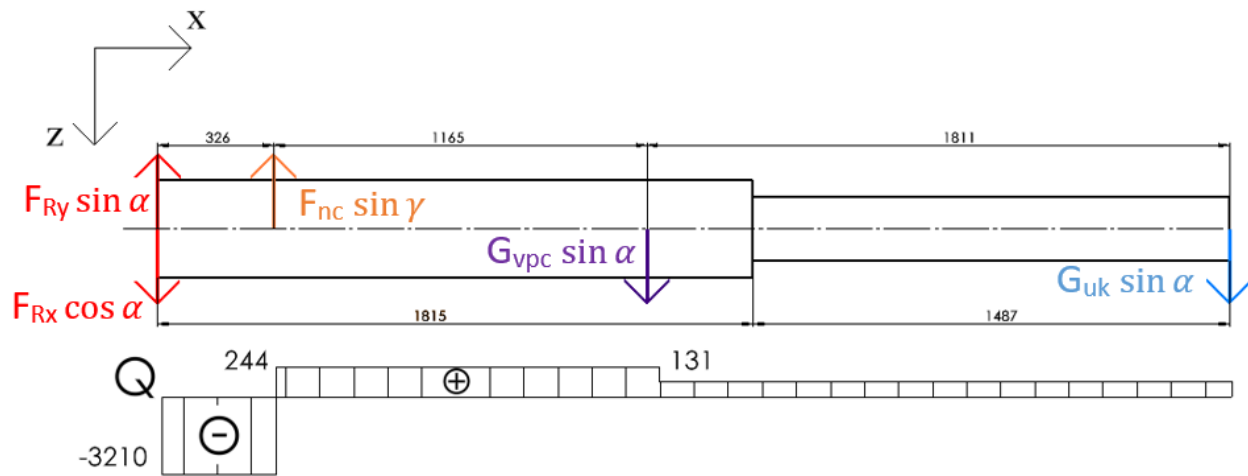 X
Z
326
1165
1811
F_Ry sin α
F_nc sin γ
G_vpc sin α
G_uk sin α
F_Rx cos α
1815
1487
Q
244
131
+
-
-3210